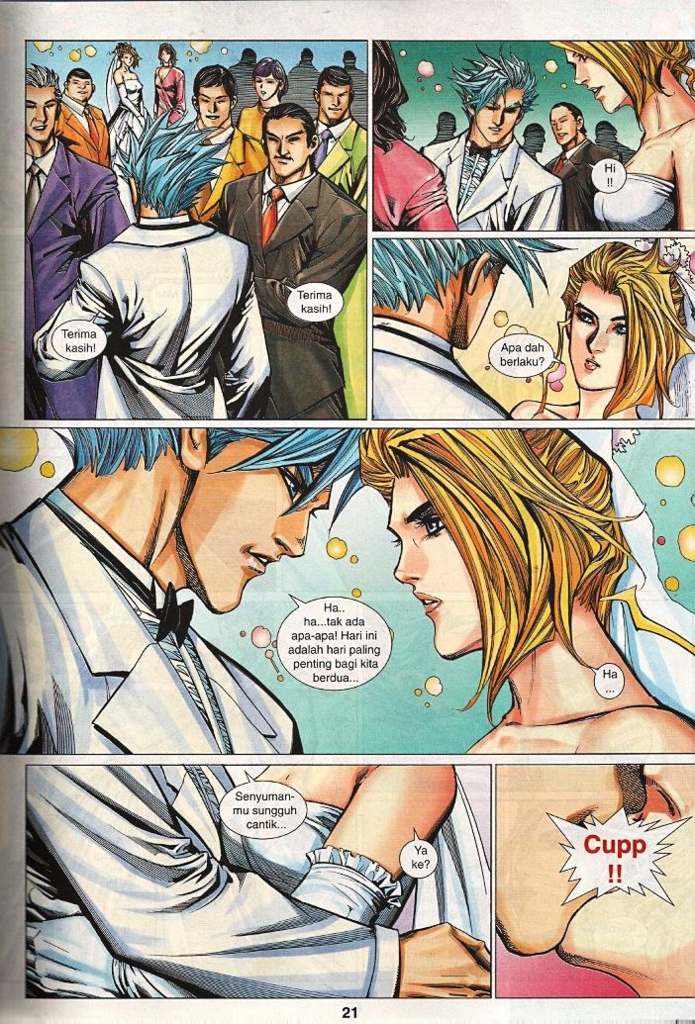 Terima
kasih!
Terima
kasih!
Hi
!!
Apa dah
berlaku?
Ha..
ha...tak ada
apa-apa! Hari ini
adalah hari paling
penting bagi kita
berdua...
Ha
...
Senyuman-
mu sungguh
cantik...
Ya
ke?
Cupp
!!
21